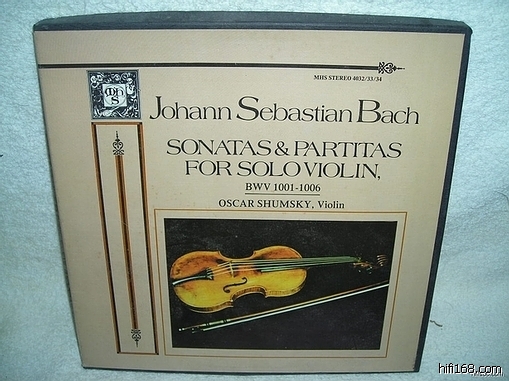 MHS STEREO 4032/33/34
mh
S
Johann Sebastian Bach
SONATAS & PARTITAS
FOR SOLO VIOLIN,
BWV 1001-1006
OSCAR SHUMSKY, Violin
hifi168.com